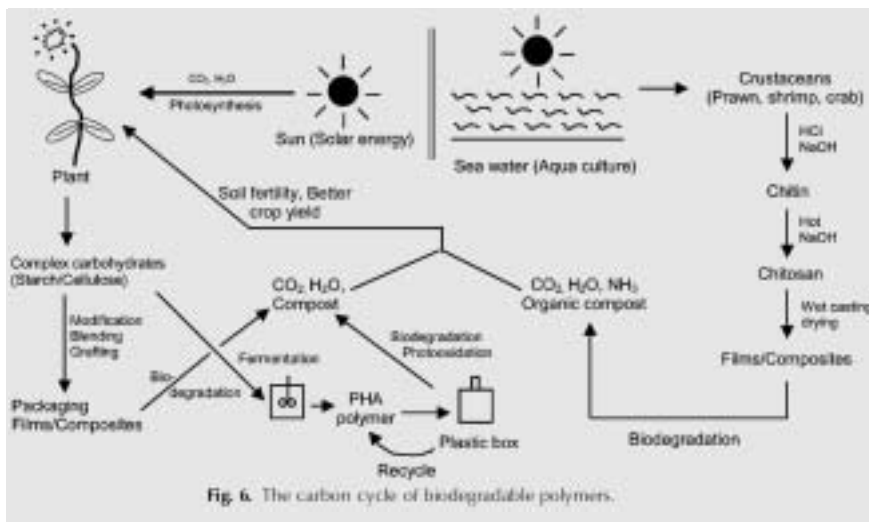 CO₂, H₂O
Photosynthesis
Sun (Solar energy)
Plant
Sea water (Aqua culture)
Crustaceans
(Prawn, shrimp, crab)
HCl
NaOH
Chitin
Hot
NaOH
Chitosan
Wet casting
drying
Films/Composites
Soil fertility, Better
crop yield
Complex carbohydrates
(Starch/Cellulose)
CO₂, H₂O,
Compost
CO₂, H₂O, NH₃
Organic compost
Modification
Blending
Grafting
Biodegradation
Photooxidation
Fermentation
Bio-
degradation
Packaging
Films/Composites
PHA
polymer
Plastic box
Recycle
Biodegradation
Fig. 6. The carbon cycle of biodegradable polymers.